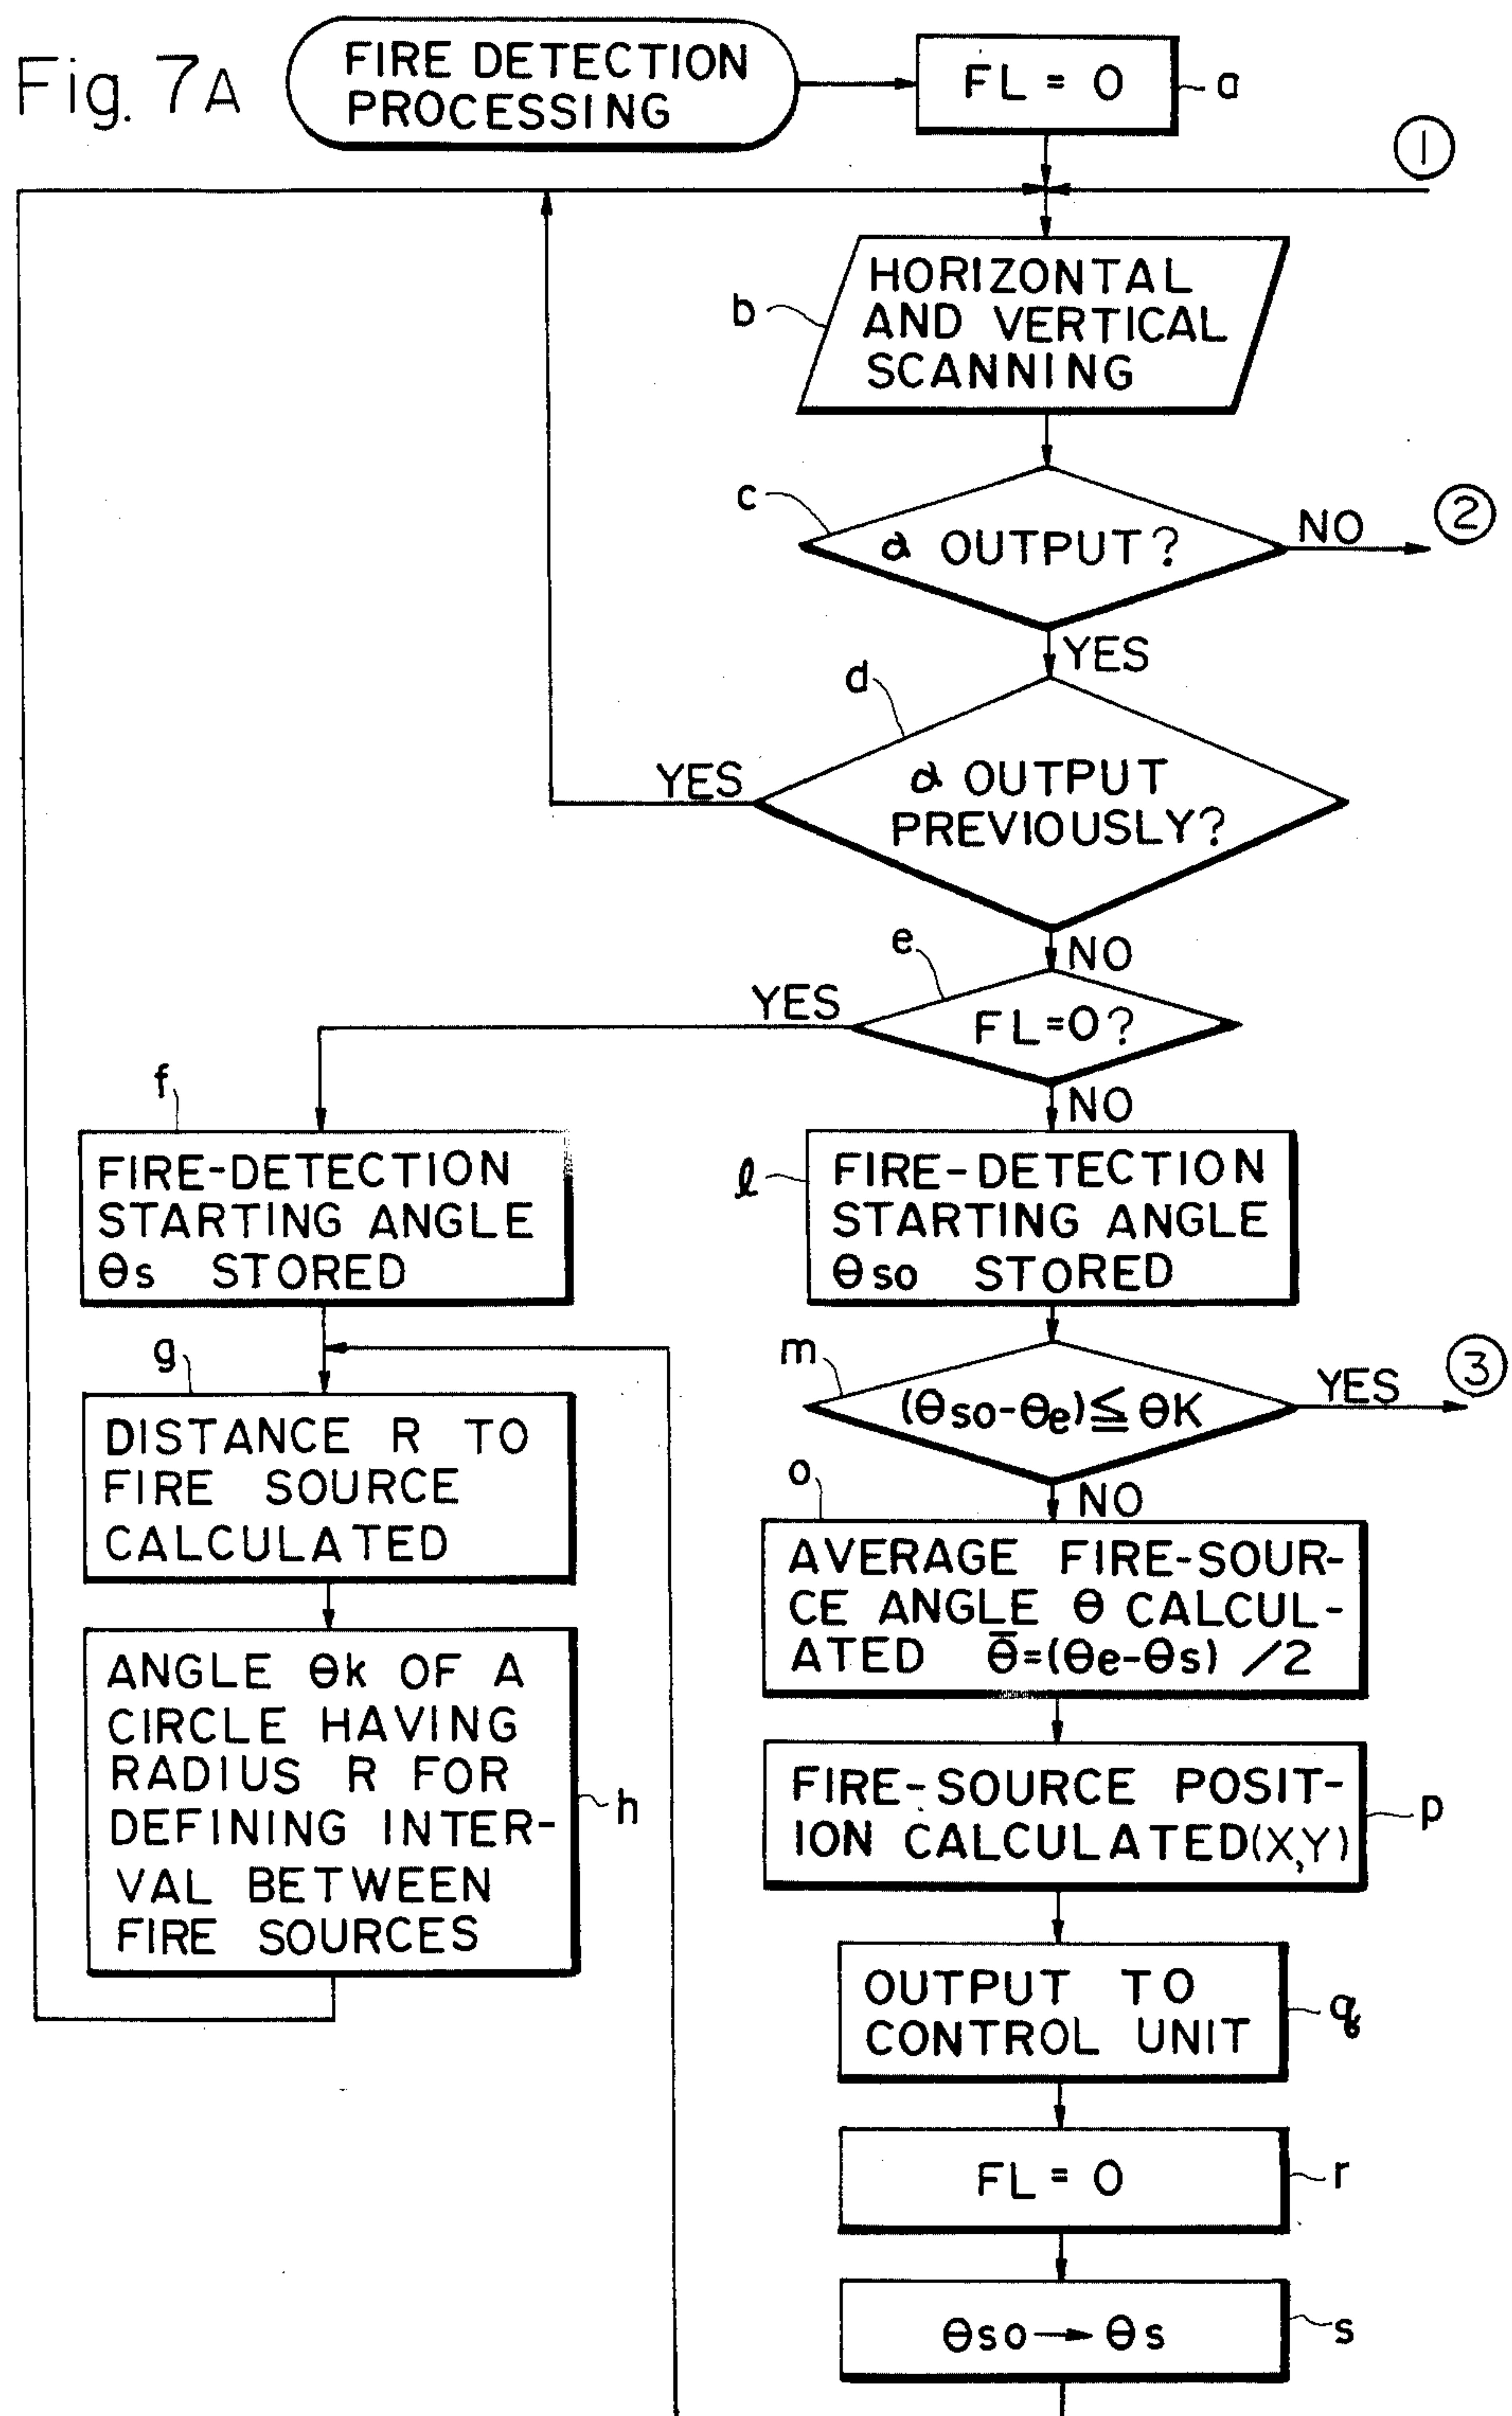 Fig. 7A
FIRE DETECTION
PROCESSING
FL = 0
a
1
b
HORIZONTAL
AND VERTICAL
SCANNING
c
α OUTPUT?
NO
2
YES
d
α OUTPUT
PREVIOUSLY?
YES
NO
e
FL=0?
YES
NO
f
FIRE-DETECTION
STARTING ANGLE
θs STORED
l
FIRE-DETECTION
STARTING ANGLE
θso STORED
g
DISTANCE R TO
FIRE SOURCE
CALCULATED
m
(θso-θe)≦θK
YES
3
NO
o
AVERAGE FIRE-SOUR-
CE ANGLE θ CALCUL-
ATED θ̄=(θe-θs) /2
ANGLE θk OF A
CIRCLE HAVING
RADIUS R FOR
DEFINING INTER-
VAL BETWEEN
FIRE SOURCES
h
FIRE-SOURCE POSIT-
ION CALCULATED(X,Y)
p
OUTPUT TO
CONTROL UNIT
q
FL = 0
r
θso→θs
s